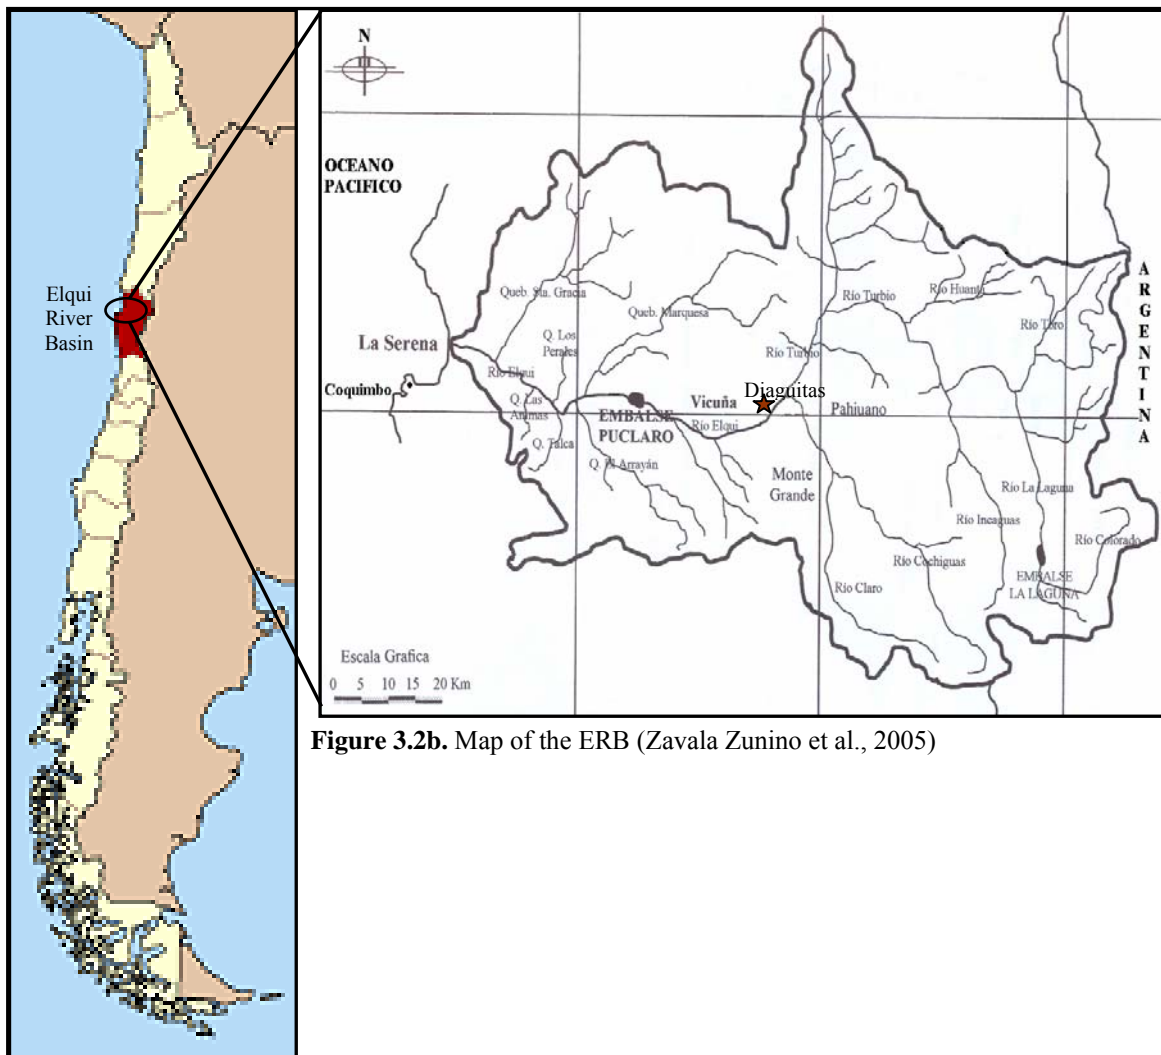 Elqui
River
Basin
N
OCEANO
PACIFICO
ARGENTINA
Queb. Sta. Gracia
Queb. Marquesa
Río Turbio
Río Huanta
Río Toro
La Serena
Q. Los
Perales
Río Turbio
Río Elqui
Coquimbo
Q. Las
Animas
EMBALSE
PUCLARO
Vicuña
Diaguitas
Pahiuano
Río Elqui
Q. Talca
Q. El Arrayán
Monte
Grande
Río La Laguna
Río Incaguas
Río Colorado
Río Cochiguas
Río Claro
EMBALSE
LA LAGUNA
Escala Grafica
0 5 10 15 20 Km
Figure 3.2b. Map of the ERB (Zavala Zunino et al., 2005)